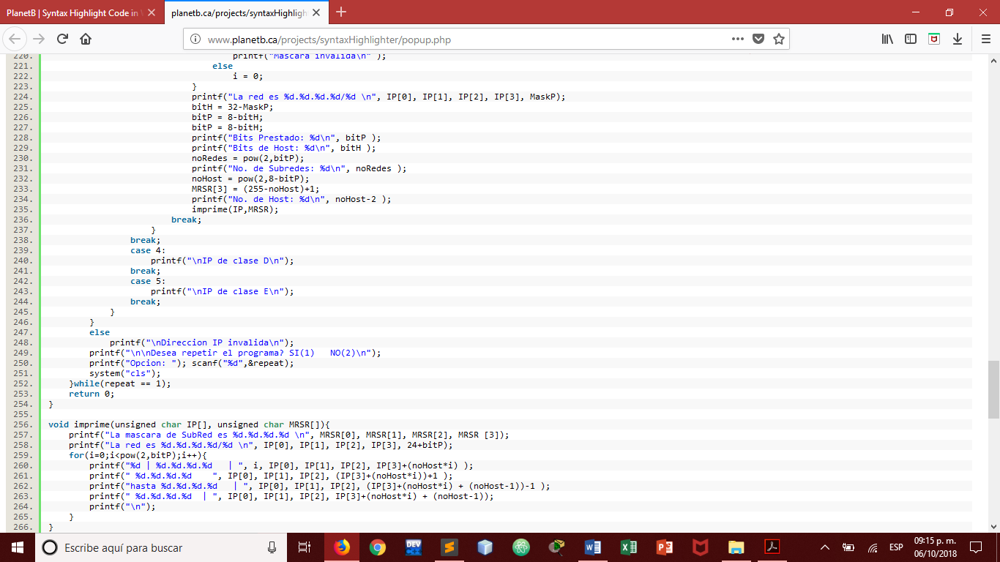 PlanetB | Syntax Highlight Code in
planetb.ca/projects/syntaxHighligh
www.planetb.ca/projects/syntaxHighlighter/popup.php
220. printf("Mascara invalida\n" );
221. else
222. i = 0;
223. }
224. printf("La red es %d.%d.%d.%d/%d \n", IP[0], IP[1], IP[2], IP[3], MaskP);
225. bitH = 32-MaskP;
226. bitP = 8-bitH;
227. bitP = 8-bitH;
228. printf("Bits Prestado: %d\n", bitP );
229. printf("Bits de Host: %d\n", bitH );
230. noRedes = pow(2,bitP);
231. printf("No. de Subredes: %d\n", noRedes );
232. noHost = pow(2,8-bitP);
233. MRSR[3] = (255-noHost)+1;
234. printf("No. de Host: %d\n", noHost-2 );
235. imprime(IP,MRSR);
236. break;
237. }
238. break;
239. case 4:
240. printf("\nIP de clase D\n");
241. break;
242. case 5:
243. printf("\nIP de clase E\n");
244. break;
245. }
246. }
247. else
248. printf("\nDireccion IP invalida\n");
249. printf("\n\nDesea repetir el programa? SI(1)   NO(2)\n");
250. printf("Opcion: "); scanf("%d",&repeat);
251. system("cls");
252. }while(repeat == 1);
253. return 0;
254. }
255.
256. void imprime(unsigned char IP[], unsigned char MRSR[]){
257. printf("La mascara de SubRed es %d.%d.%d.%d \n", MRSR[0], MRSR[1], MRSR[2], MRSR [3]);
258. printf("La red es %d.%d.%d.%d/%d \n", IP[0], IP[1], IP[2], IP[3], 24+bitP);
259. for(i=0;i<pow(2,bitP);i++){
260. printf("%d | %d.%d.%d.%d   | ", i, IP[0], IP[1], IP[2], IP[3]+(noHost*i) );
261. printf(" %d.%d.%d.%d    ", IP[0], IP[1], IP[2], (IP[3]+(noHost*i))+1 );
262. printf("hasta %d.%d.%d.%d   | ", IP[0], IP[1], IP[2], (IP[3]+(noHost*i) + (noHost-1))-1 );
263. printf(" %d.%d.%d.%d  | ", IP[0], IP[1], IP[2], IP[3]+(noHost*i) + (noHost-1));
264. printf("\n");
265. }
266. }
Escribe aquí para buscar
DEV
ESP
09:15 p. m.
06/10/2018